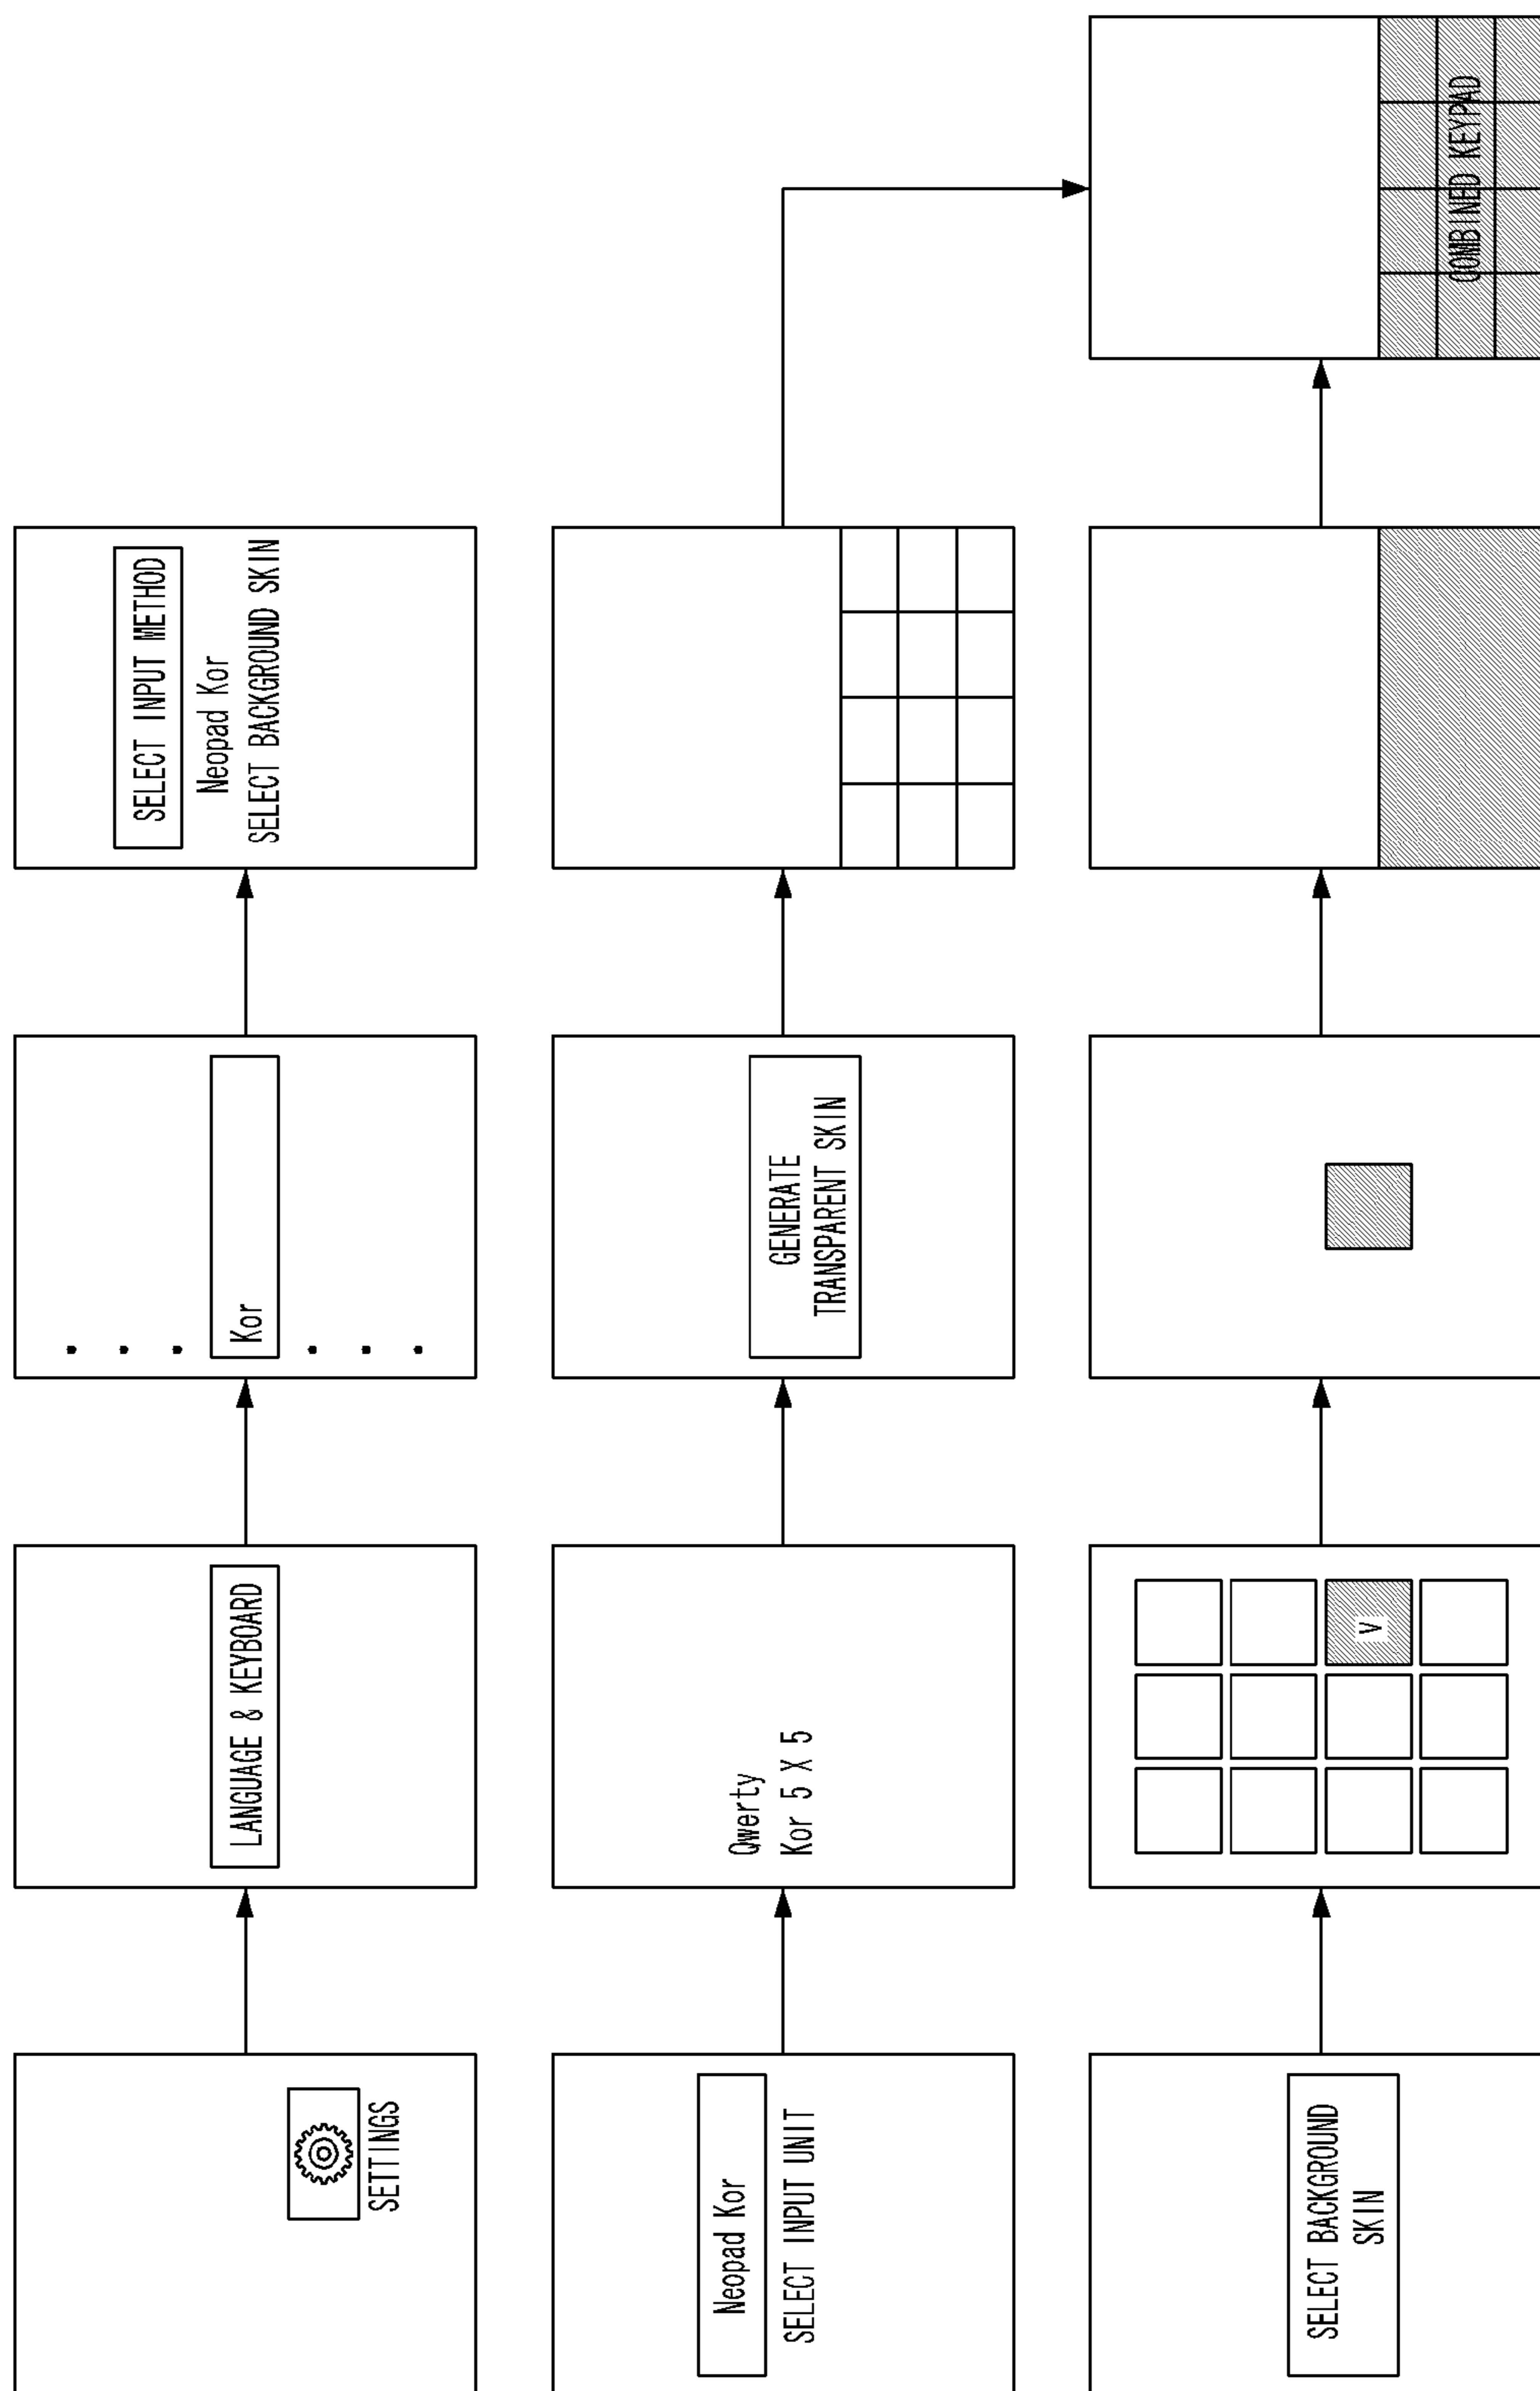 SETTINGS
LANGUAGE & KEYBOARD
Kor
SELECT INPUT METHOD
Neopad Kor
SELECT BACKGROUND SKIN
Neopad Kor
SELECT INPUT UNIT
Qwerty
Kor 5 X 5
GENERATE
TRANSPARENT SKIN
SELECT BACKGROUND
SKIN
V
COMBINED KEYPAD